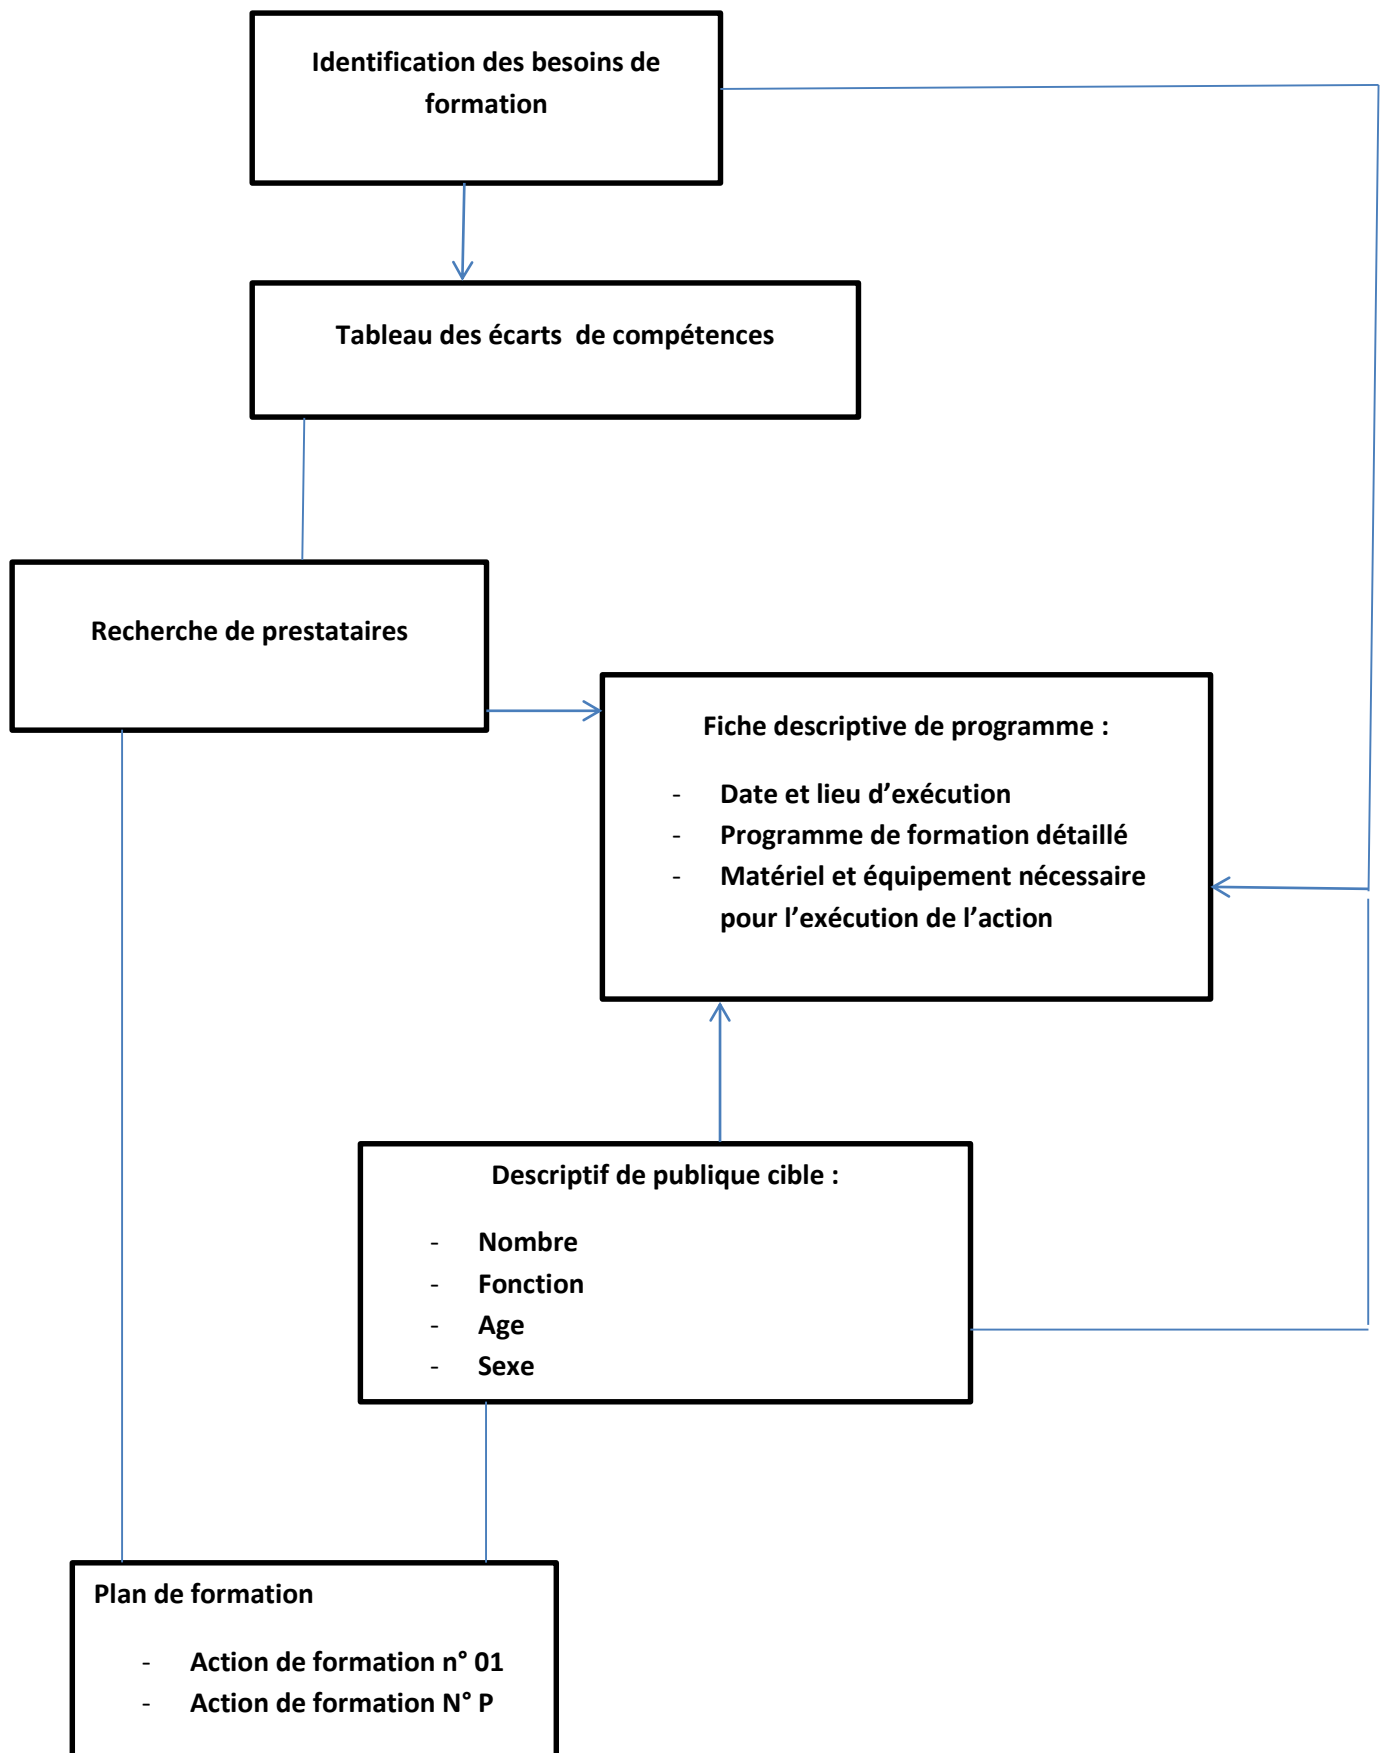 Identification des besoins de
formation
Tableau des écarts  de compétences
Recherche de prestataires
Fiche descriptive de programme :
- Date et lieu d’exécution
- Programme de formation détaillé
- Matériel et équipement nécessaire
pour l’exécution de l’action
Descriptif de publique cible :
- Nombre
- Fonction
- Age
- Sexe
Plan de formation
- Action de formation n° 01
- Action de formation N° P